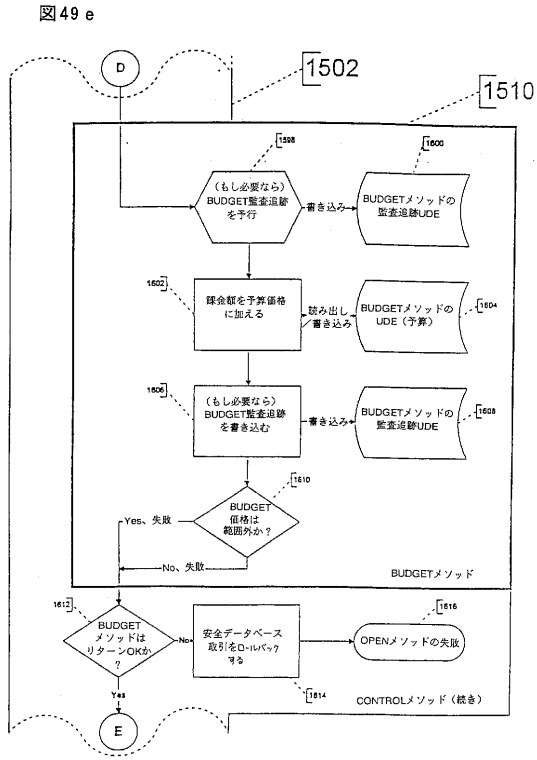 図49 e
D
1502
1510
1598
(もし必要なら)
BUDGET監査追跡
を予行
書き込み
1600
BUDGETメソッドの
監査追跡UDE
1602
課金額を予算価格
に加える
読み出し
/書き込み
BUDGETメソッドの
UDE(予算)
1604
1606
(もし必要なら)
BUDGET監査追跡
を書き込む
書き込み
BUDGETメソッドの
監査追跡UDE
1608
1610
BUDGET
価格は
範囲外か?
Yes、失敗
No、失敗
BUDGETメソッド
1612
BUDGET
メソッドは
リターンOKか
?
No
安全データベース
取引をロールバック
する
1614
1616
OPENメソッドの失敗
Yes
CONTROLメソッド(続き)
E